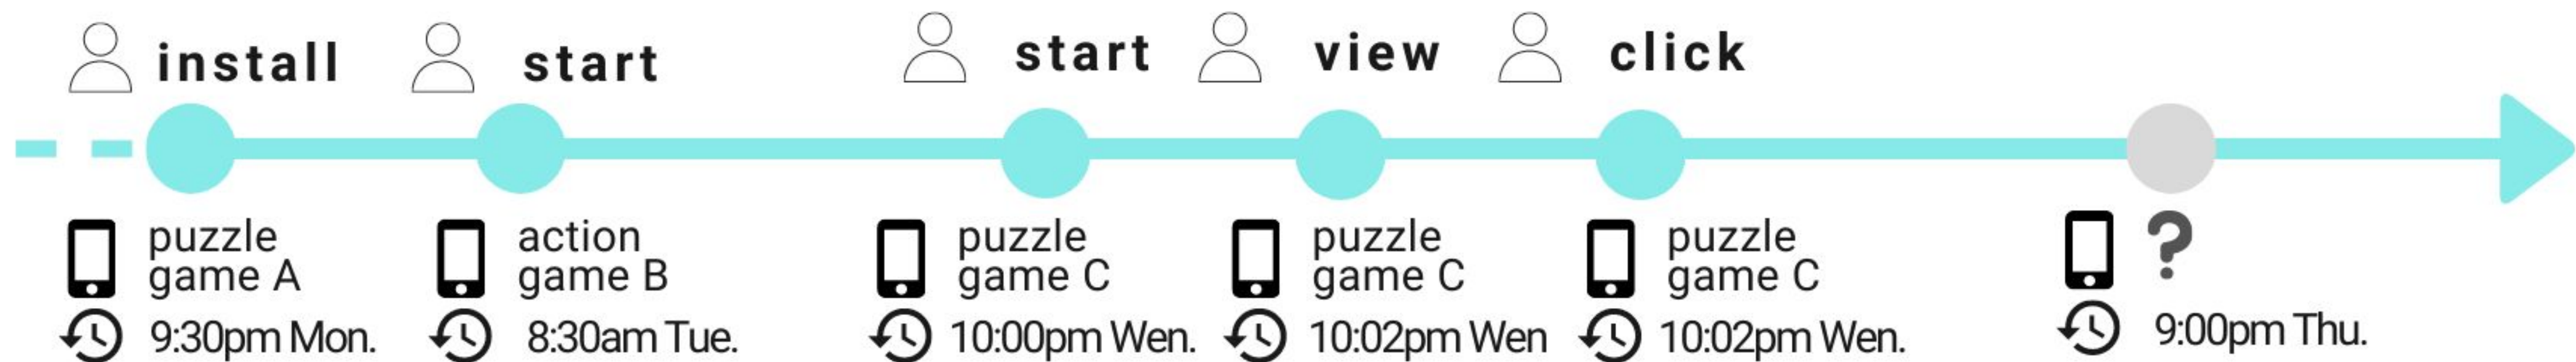 install
start
start
view
click
puzzle
game A
9:30pm Mon.
action
game B
8:30am Tue.
puzzle
game C
10:00pm Wen.
puzzle
game C
10:02pm Wen
puzzle
game C
10:02pm Wen.
?
9:00pm Thu.